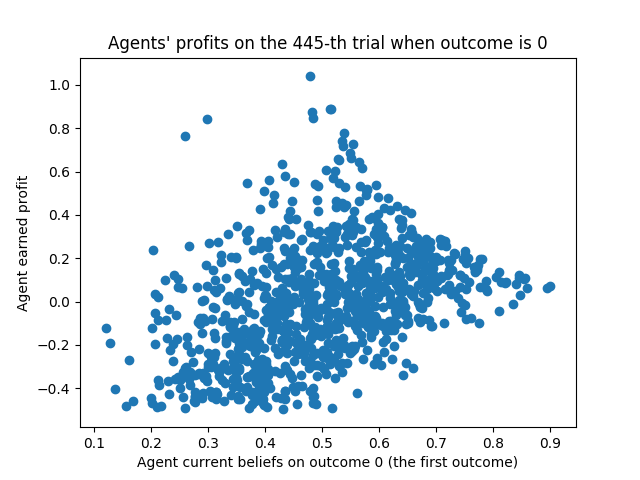 Agents' profits on the 445-th trial when outcome is 0
Agent earned profit
1.0
0.8
0.6
0.4
0.2
0.0
−0.2
−0.4
0.1 0.2 0.3 0.4 0.5 0.6 0.7 0.8 0.9
Agent current beliefs on outcome 0 (the first outcome)